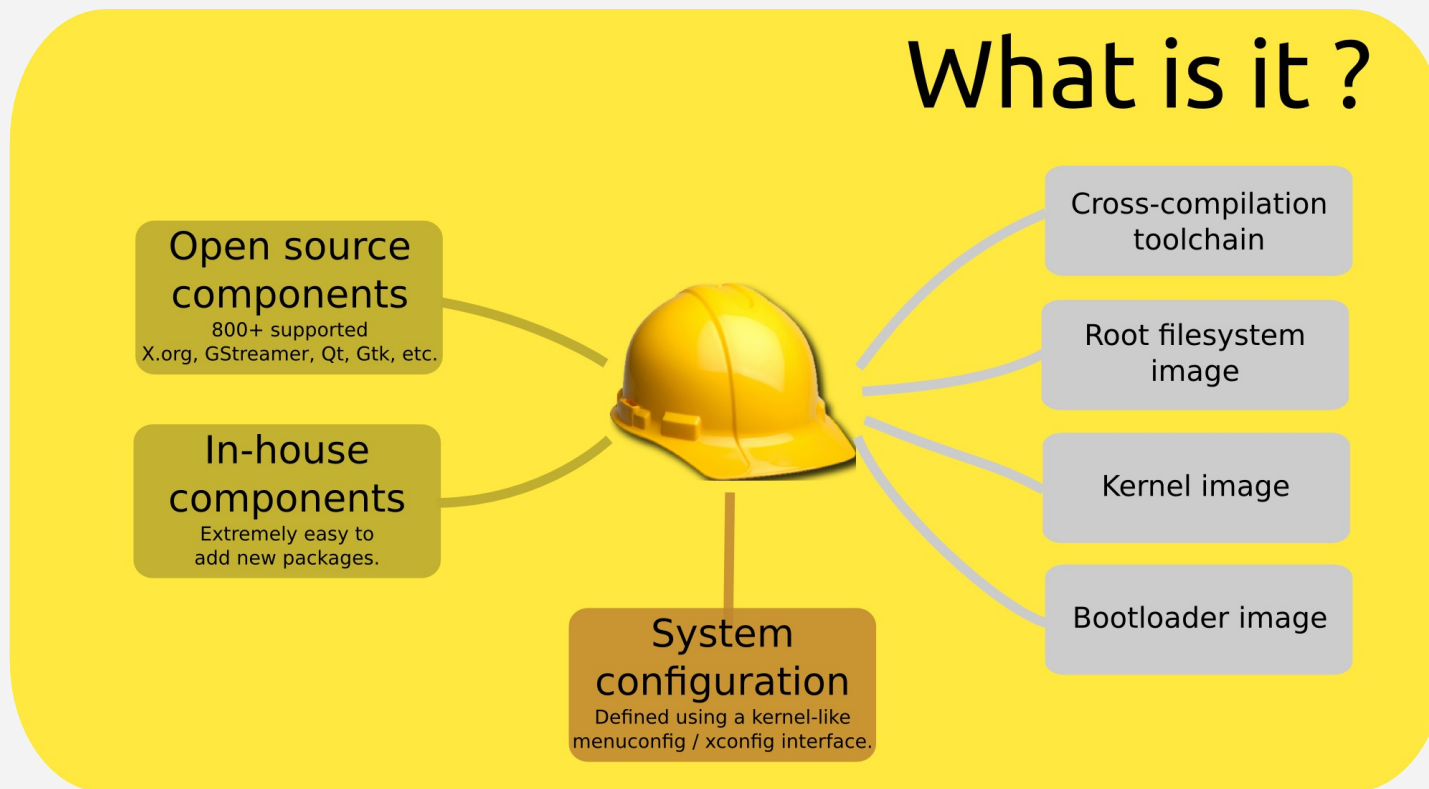 What is it ?
Open source
components
800+ supported
X.org, GStreamer, Qt, Gtk, etc.
In-house
components
Extremely easy to
add new packages.
System
configuration
Defined using a kernel-like
menuconfig / xconfig interface.
Cross-compilation
toolchain
Root filesystem
image
Kernel image
Bootloader image